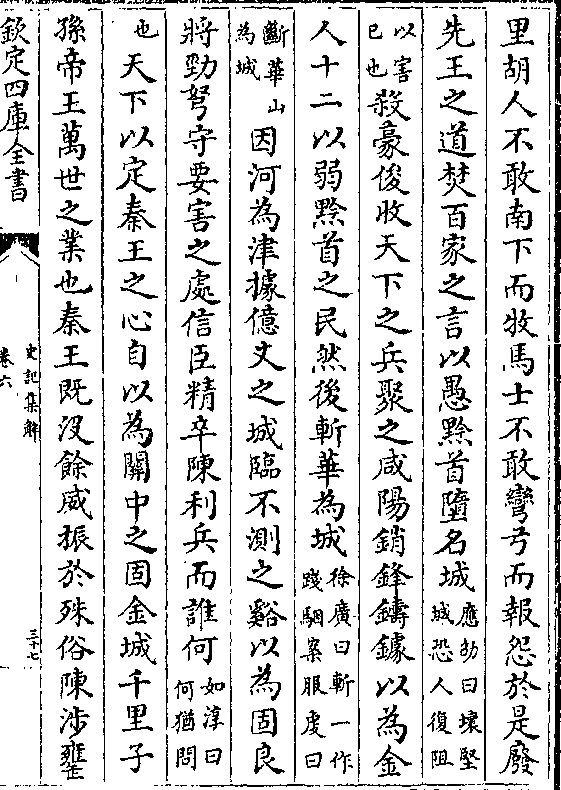 里胡人不敢南下而牧馬士不敢彎弓而報怨於是廢
先王之道焚百家之言以愚黔首墮名城應劭曰壞堅城恐人復阻
以害已也殺豪俊收天下之兵聚之咸陽銷鋒鑄鐻以為金
人十二以弱黔首之民然後斬華為城徐廣曰斬一作踐駰案服虔曰
斷華山為城因河為津據億丈之城臨不測之谿以為固良
將勁弩守要害之處信臣精卒陳利兵而誰何如淳曰何猶問
也天下以定秦王之心自以為關中之固金城千里子
孫帝王萬世之業也秦王既沒餘威振於殊俗陳涉甕
欽定四庫全書
史記集解
卷六
三十七